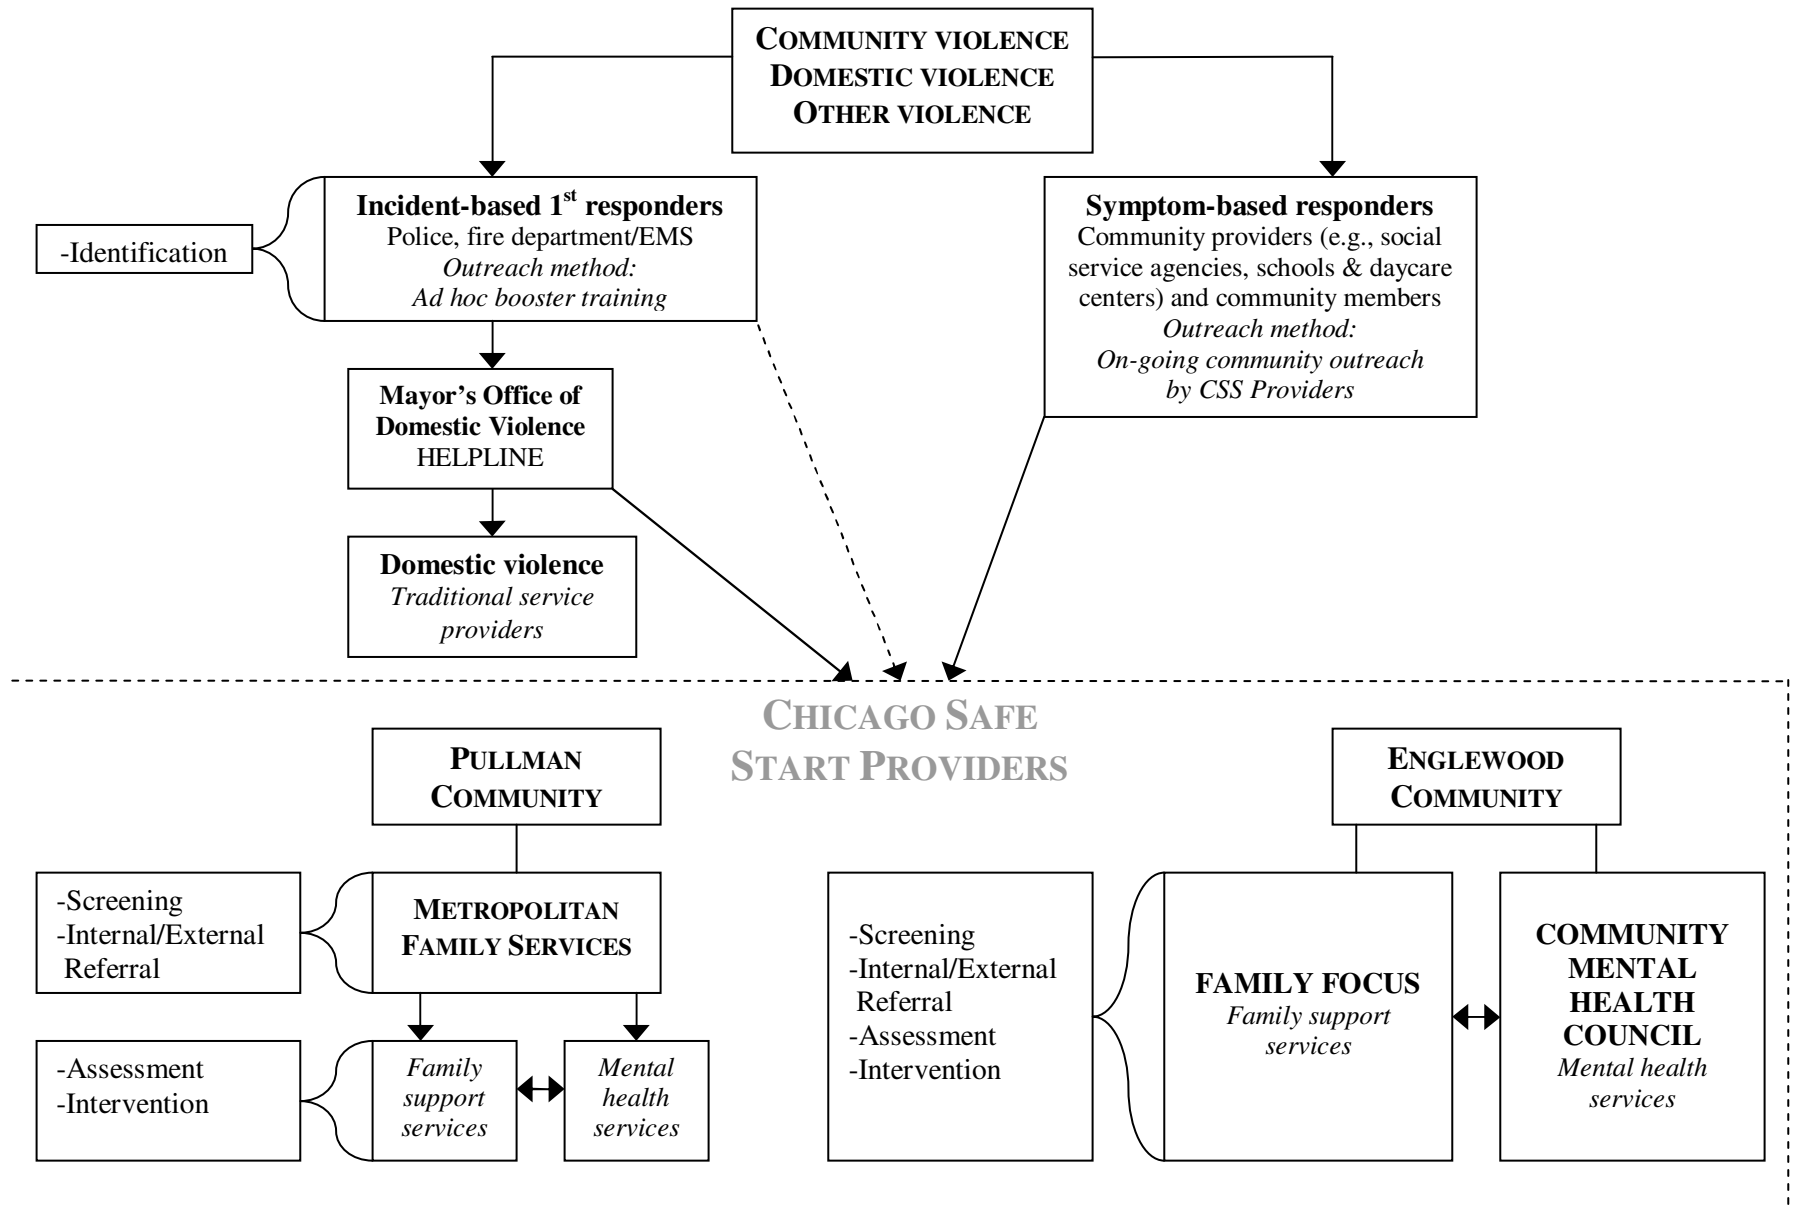 COMMUNITY VIOLENCE
DOMESTIC VIOLENCE
OTHER VIOLENCE
-Identification
Incident-based 1st responders
Police, fire department/EMS
Outreach method:
Ad hoc booster training
Symptom-based responders
Community providers (e.g., social
service agencies, schools & daycare
centers) and community members
Outreach method:
On-going community outreach
by CSS Providers
Mayor’s Office of
Domestic Violence
HELPLINE
Domestic violence
Traditional service
providers
CHICAGO SAFE
START PROVIDERS
PULLMAN
COMMUNITY
-Screening
-Internal/External
Referral
METROPOLITAN
FAMILY SERVICES
-Assessment
-Intervention
Family
support
services
Mental
health
services
ENGLEWOOD
COMMUNITY
-Screening
-Internal/External
Referral
-Assessment
-Intervention
FAMILY FOCUS
Family support
services
COMMUNITY
MENTAL
HEALTH
COUNCIL
Mental health
services